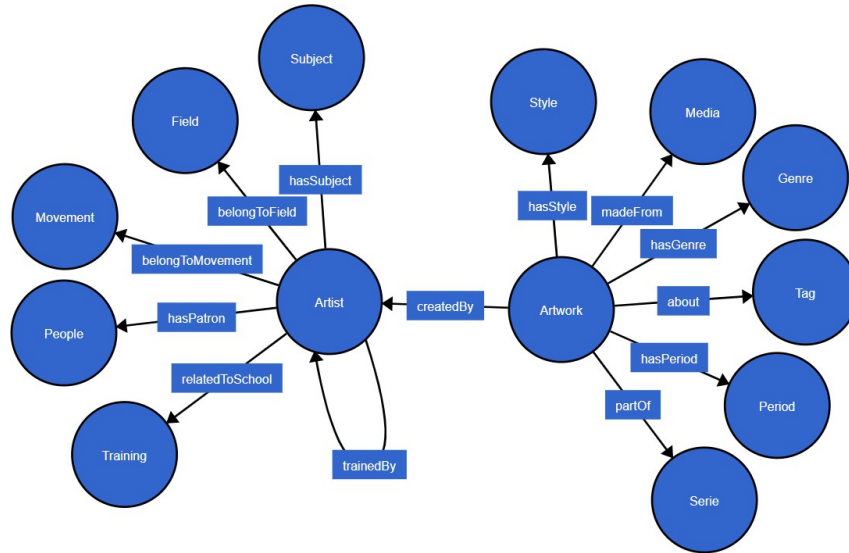 Subject
Style
Media
Field
Genre
hasSubject
hasStyle
madeFrom
belongToField
Movement
hasGenre
belongToMovement
Artist
createdBy
Artwork
about
Tag
People
hasPatron
hasPeriod
relatedToSchool
partOf
Period
Training
trainedBy
Serie